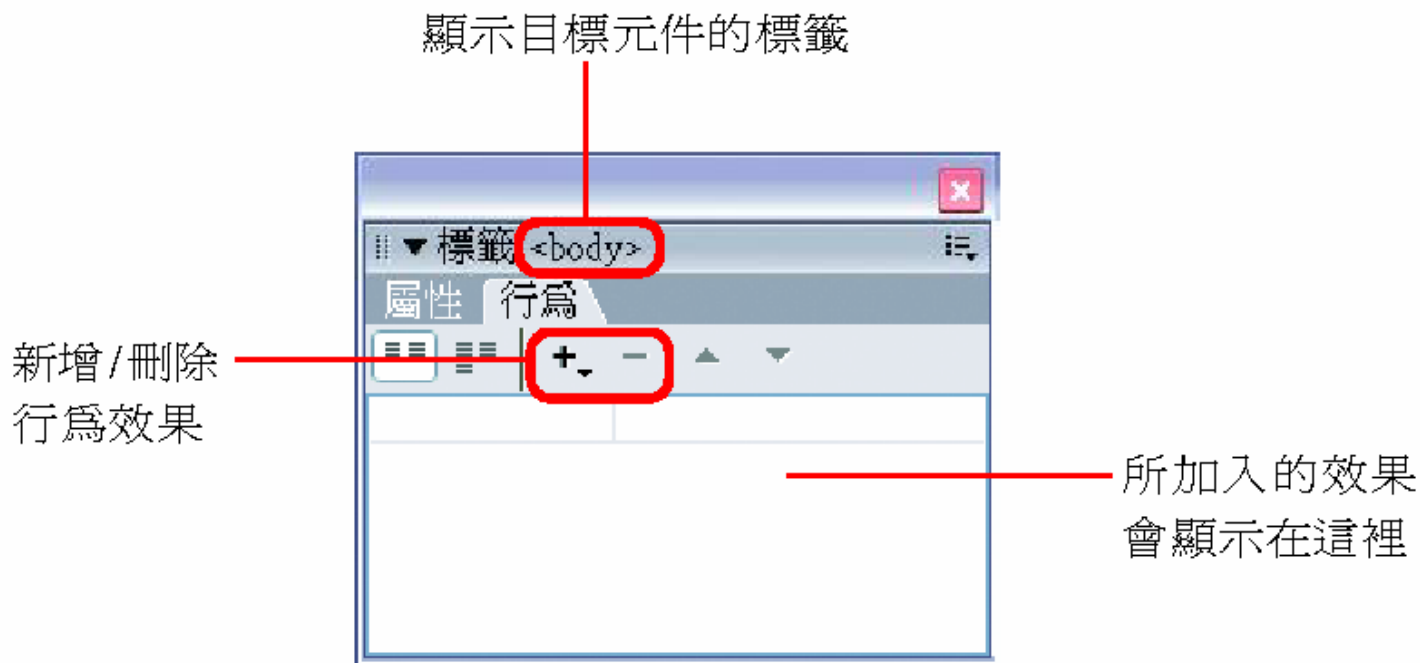 顯示目標元件的標籤
標籤 <body>
屬性 行爲
新增/刪除
行爲效果
所加入的效果
會顯示在這裡